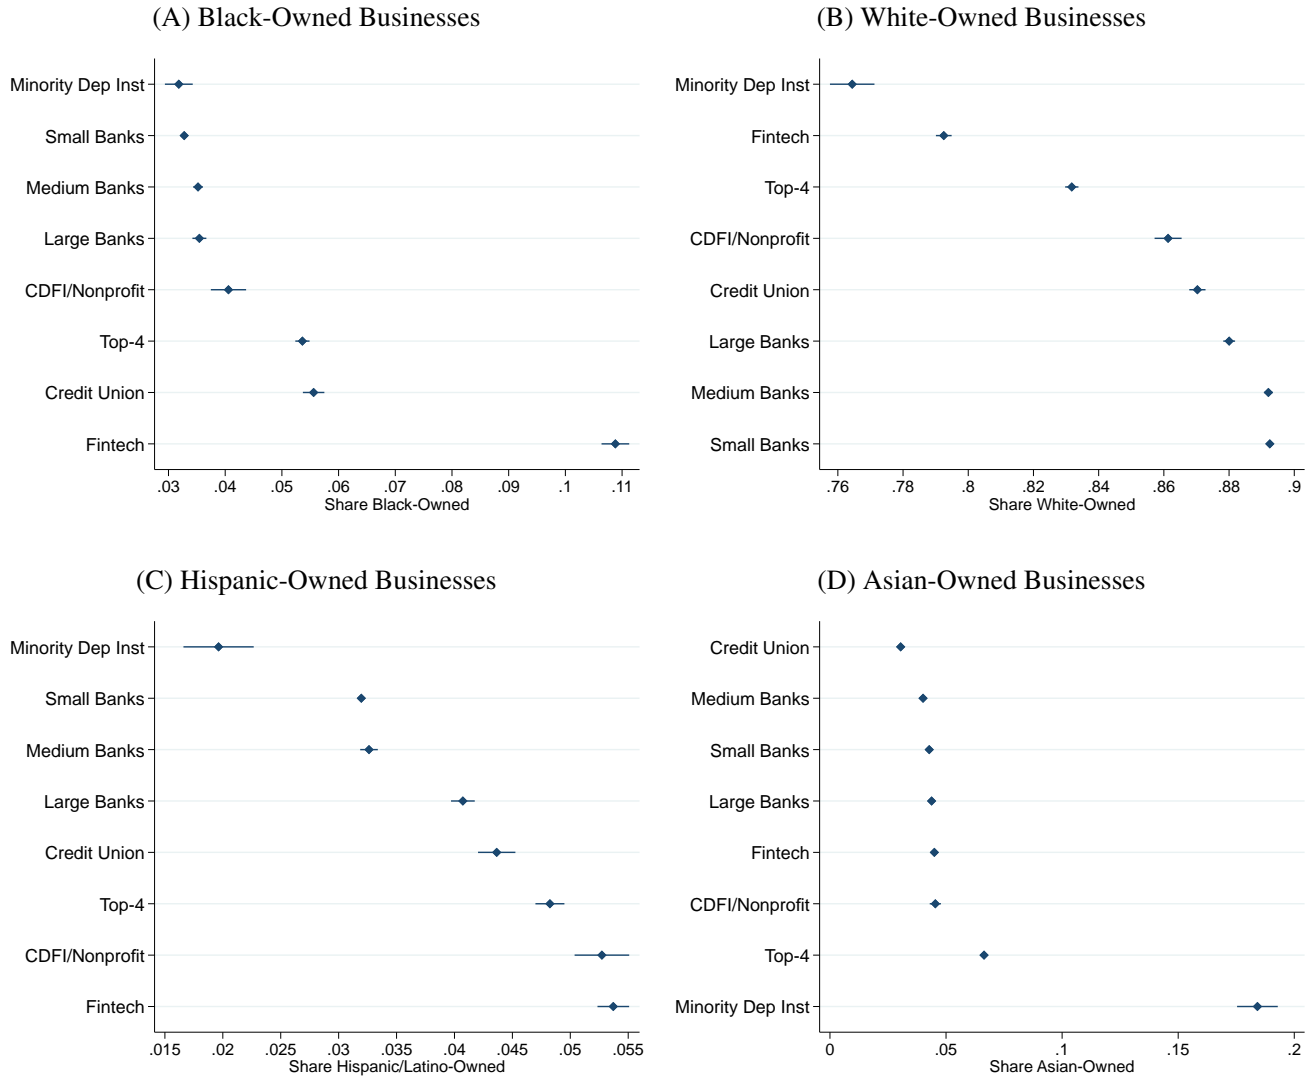 (A) Black-Owned Businesses
Minority Dep Inst
Small Banks
Medium Banks
Large Banks
CDFI/Nonprofit
Top-4
Credit Union
Fintech
.03 .04 .05 .06 .07 .08 .09 .1 .11
Share Black-Owned
(B) White-Owned Businesses
Minority Dep Inst
Fintech
Top-4
CDFI/Nonprofit
Credit Union
Large Banks
Medium Banks
Small Banks
.76 .78 .8 .82 .84 .86 .88 .9
Share White-Owned
(C) Hispanic-Owned Businesses
Minority Dep Inst
Small Banks
Medium Banks
Large Banks
Credit Union
Top-4
CDFI/Nonprofit
Fintech
.015 .02 .025 .03 .035 .04 .045 .05 .055
Share Hispanic/Latino-Owned
(D) Asian-Owned Businesses
Credit Union
Medium Banks
Small Banks
Large Banks
Fintech
CDFI/Nonprofit
Top-4
Minority Dep Inst
0 .05 .1 .15 .2
Share Asian-Owned